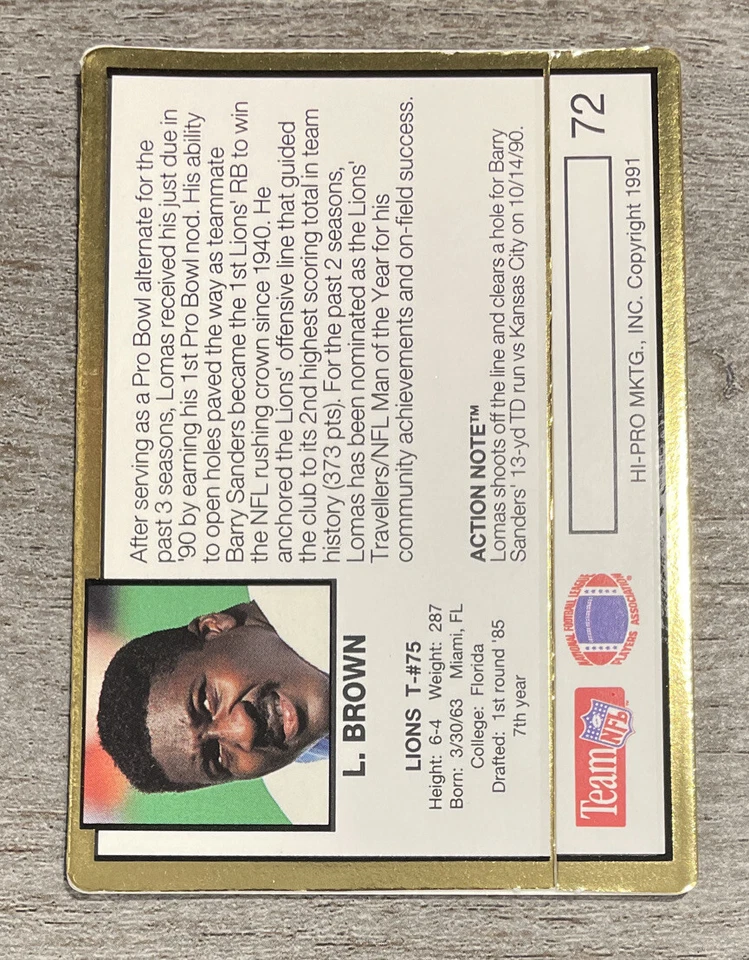 L. BROWN
LIONS T-#75
Height: 6-4 Weight: 287
Born: 3/30/63 Miami, FL
College: Florida
Drafted: 1st round '85
7th year
After serving as a Pro Bowl alternate for the
past 3 seasons, Lomas received his just due in
'90 by earning his 1st Pro Bowl nod. His ability
to open holes paved the way as teammate
Barry Sanders became the 1st Lions' RB to win
the NFL rushing crown since 1940. He
anchored the Lions' offensive line that guided
the club to its 2nd highest scoring total in team
history (373 pts). For the past 2 seasons,
Lomas has been nominated as the Lions'
Travellers/NFL Man of the Year for his
community achievements and on-field success.
ACTION NOTE™
Lomas shoots off the line and clears a hole for Barry
Sanders' 13-yd TD run vs Kansas City on 10/14/90.
Team NFL™
NATIONAL FOOTBALL LEAGUE
PLAYERS ASSOCIATION
72
HI-PRO MKTG., INC. Copyright 1991